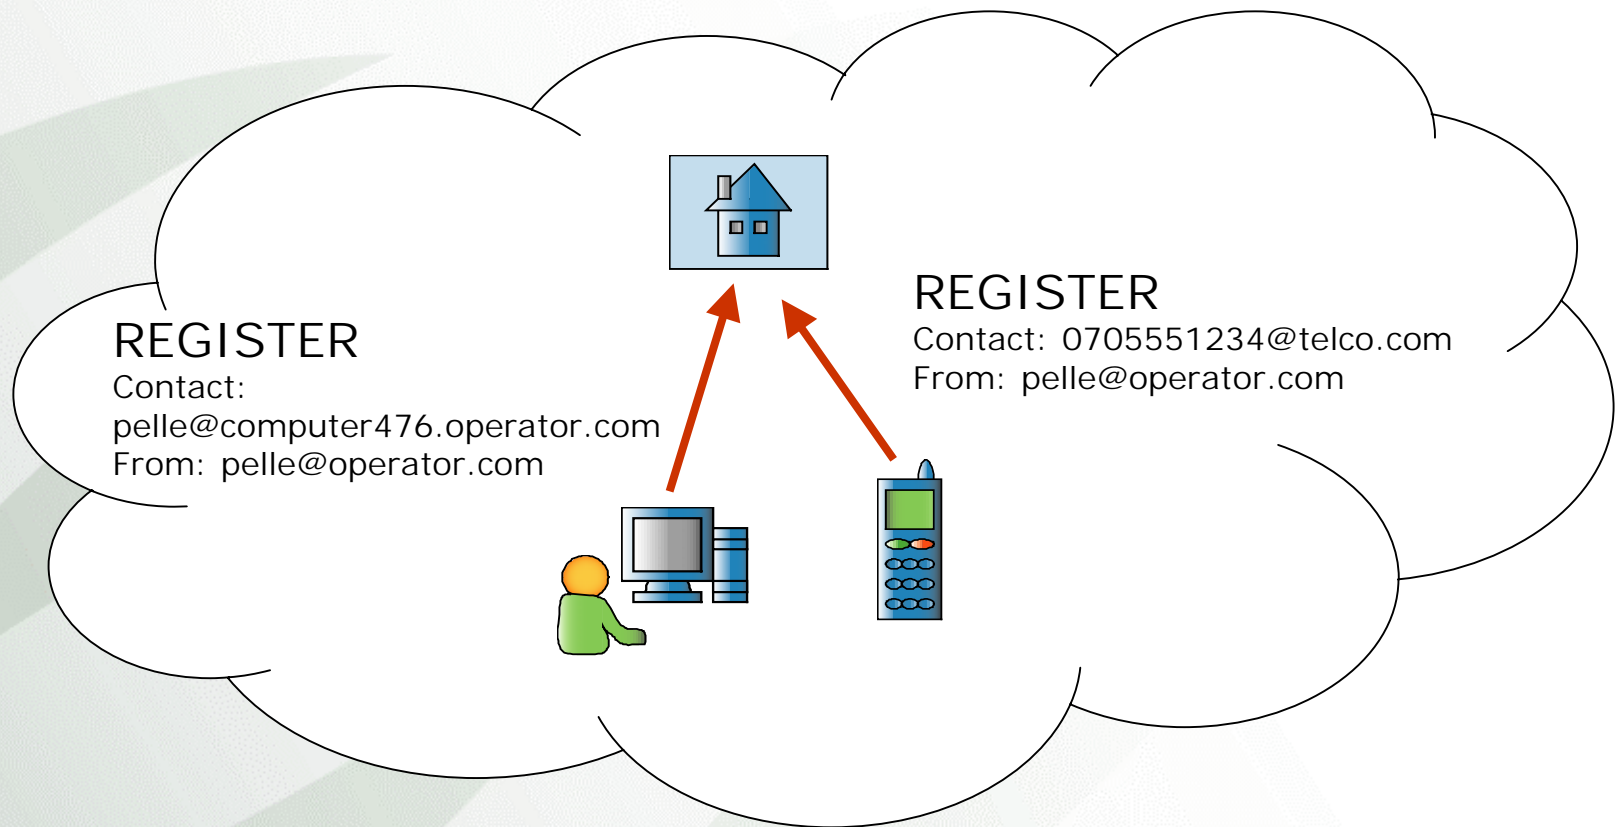 REGISTER
Contact:
pelle@computer476.operator.com
From: pelle@operator.com
REGISTER
Contact: 0705551234@telco.com
From: pelle@operator.com